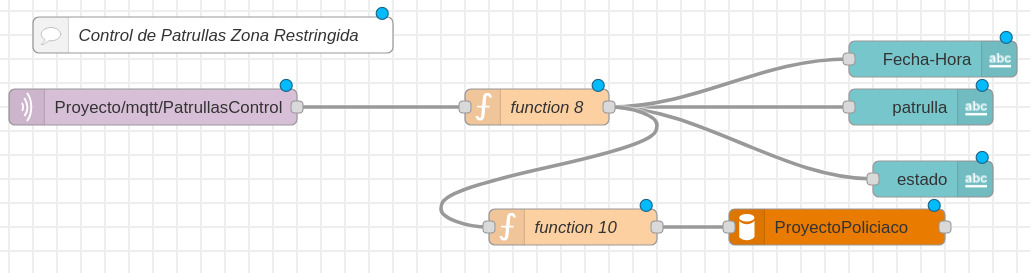 Control de Patrullas Zona Restringida
Fecha-Hora abc
Proyecto/mqtt/PatrullasControl
function 8
patrulla abc
estado abc
function 10
ProyectoPoliciaco